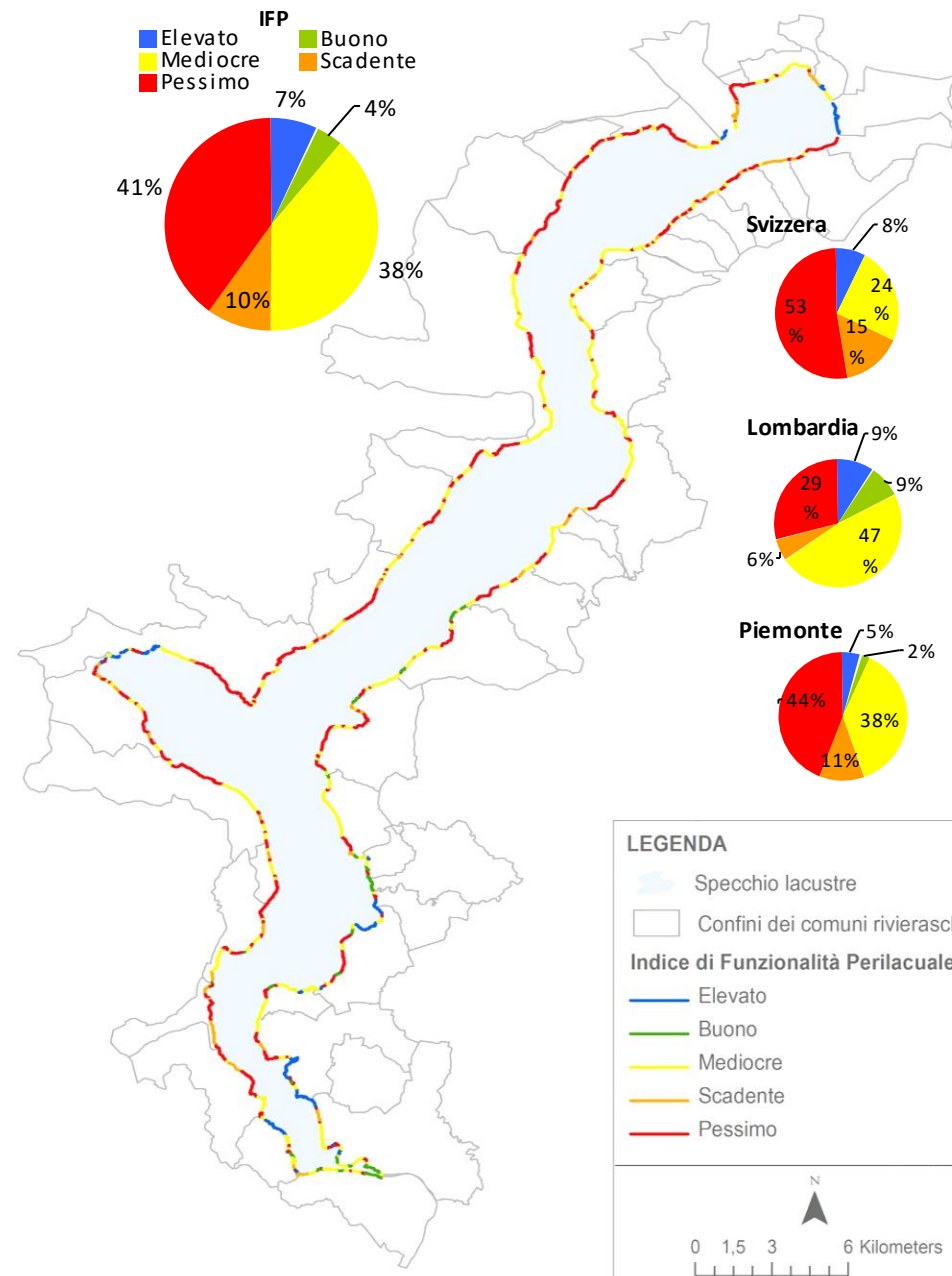 IFP
Elevato Buono
Mediocre Scadente
Pessimo
7%
4%
41%
38%
10%
Svizzera
8%
24
%
53
%
15
%
Lombardia
9%
9%
29
%
47
%
6%
Piemonte
5%
2%
44%
38%
11%
LEGENDA
Specchio lacustre
Confini dei comuni rivierasc
Indice di Funzionalità Perilacuale
Elevato
Buono
Mediocre
Scadente
Pessimo
N
0 1,5 3 6 Kilometers